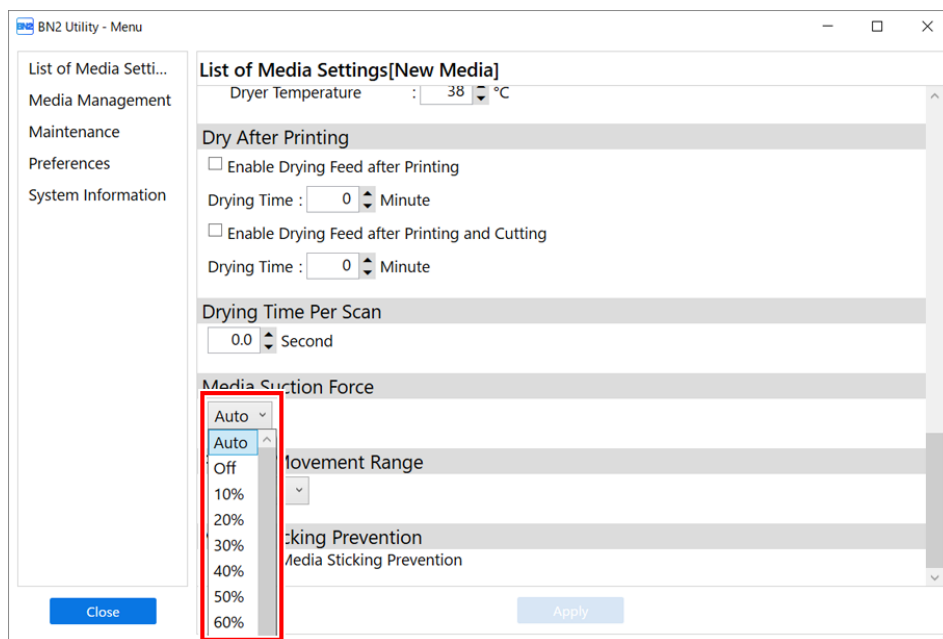 BN2 BN2 Utility - Menu
List of Media Setti...
Media Management
Maintenance
Preferences
System Information
Close
List of Media Settings[New Media]
Dryer Temperature : 38 °C
Dry After Printing
Enable Drying Feed after Printing
Drying Time : 0 Minute
Enable Drying Feed after Printing and Cutting
Drying Time : 0 Minute
Drying Time Per Scan
0.0 Second
Media Suction Force
Auto
Auto
Off
10%
20%
30%
40%
50%
60%
Movement Range
Prevention
Media Sticking Prevention
Apply